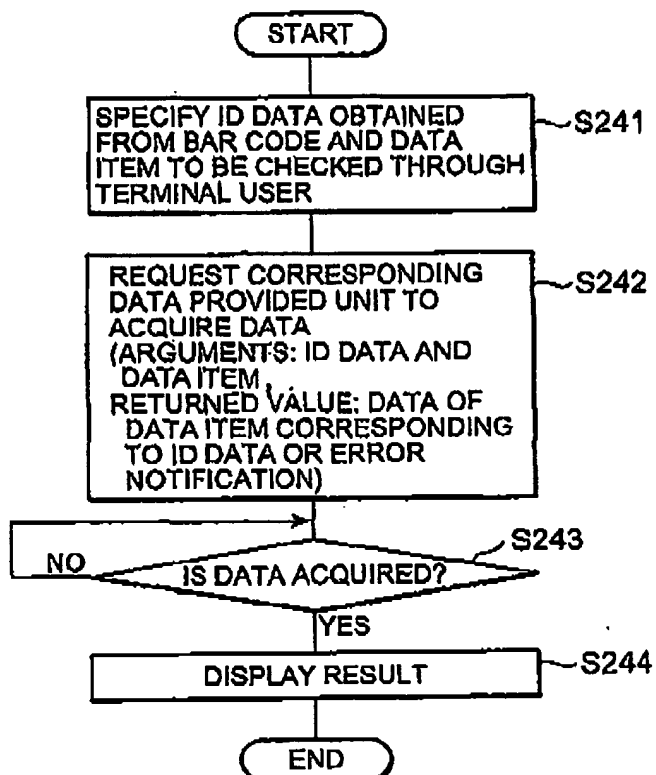 START
SPECIFY ID DATA OBTAINED
FROM BAR CODE AND DATA
ITEM TO BE CHECKED THROUGH
TERMINAL USER
S241
REQUEST CORRESPONDING
DATA PROVIDED UNIT TO
ACQUIRE DATA
(ARGUMENTS: ID DATA AND
DATA ITEM,
RETURNED VALUE: DATA OF
DATA ITEM CORRESPONDING
TO ID DATA OR ERROR
NOTIFICATION)
S242
S243
NO
IS DATA ACQUIRED?
YES
DISPLAY RESULT
S244
END